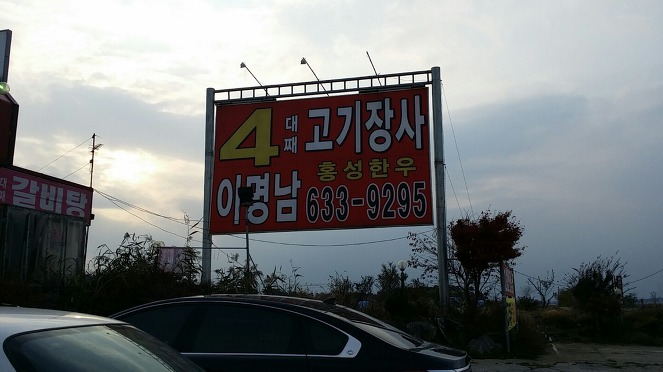 4대째 고기장사
홍성한우
이명남 633-9295
갈비탕